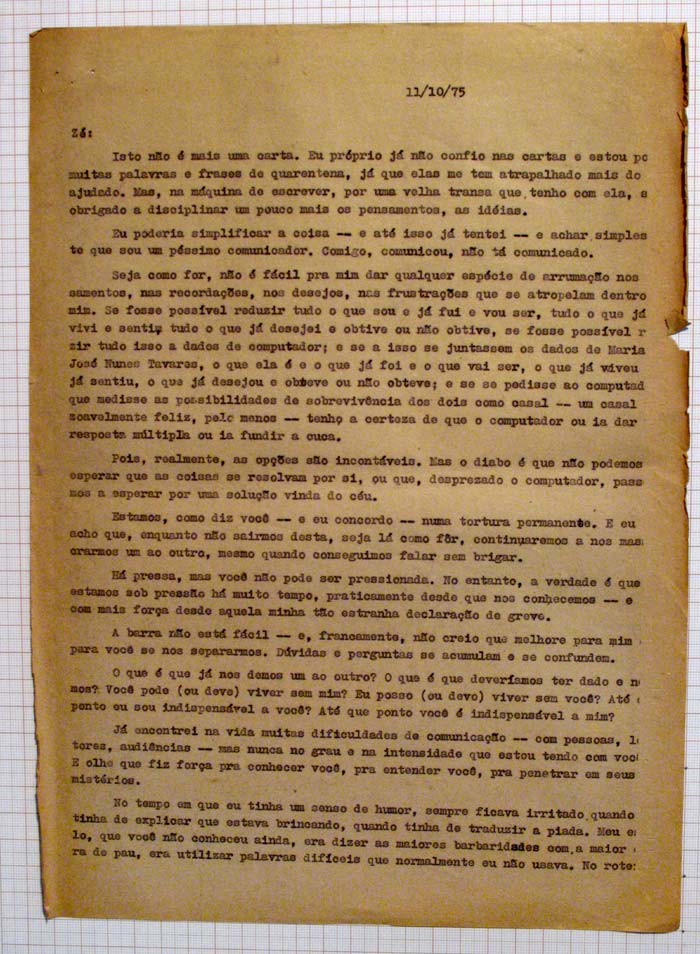 11/10/75
Zé:
Isto não é mais uma carta. Eu próprio já não confio nas cartas e estou po
muitas palavras e frases de quarentena, já que elas me tem atrapalhado mais do
ajudado. Mas, na máquina de escrever, por uma velha transa que tenho com ela, s
obrigado a disciplinar um pouco mais os pensamentos, as idéias.
Eu poderia simplificar a coisa -- e até isso já tentei -- e achar simples
te que sou um péssimo comunicador. Comigo, comunicou, não tá comunicado.
Seja como for, não é fácil pra mim dar qualquer espécie de arrumação nos
samentos, nas recordações, nos desejos, nas frustrações que se atropelam dentro
mim. Se fosse possível reduzir tudo o que sou e já fui e vou ser, tudo o que já
vivi e senti, tudo o que já desejei e obtive ou não obtive, se fosse possível r
zir tudo isso a dados de computador; e se a isso se juntassem os dados de Maria
José Nunes Tavares, o que ela é e o que já foi e o que vai ser, o que já viveu
já sentiu, o que já desejou e obteve ou não obteve; e se se pedisse ao computad
que medisse as possibilidades de sobrevivência dos dois como casal -- um casal
zoavelmente feliz, pelo menos -- tenho a certeza de que o computador ou ia dar
resposta múltipla ou ia fundir a cuca.
Pois, realmente, as opções são incontáveis. Mas o diabo é que não podemos
esperar que as coisas se resolvam por si, ou que, desprezado o computador, pass
mos a esperar por uma solução vinda do céu.
Estamos, como diz você -- e eu concordo -- numa tortura permanente. E eu
acho que, enquanto não sairmos desta, seja lá como fôr, continuaremos a nos mas
crarmos um ao outro, mesmo quando conseguimos falar sem brigar.
Há pressa, mas você não pode ser pressionada. No entanto, a verdade é que
estamos sob pressão há muito tempo, praticamente desde que nos conhecemos -- e
com mais força desde aquela minha tão estranha declaração de greve.
A barra não está fácil -- e, francamente, não creio que melhore para mim
para você se nos separarmos. Dúvidas e perguntas se acumulam e se confundem.
O que é que já nos demos um ao outro? O que é que deveríamos ter dado e n
mos? Você pode (ou deve) viver sem mim? Eu posso (ou devo) viver sem você? Até
ponto eu sou indispensável a você? Até que ponto você é indispensável a mim?
Já encontrei na vida muitas dificuldades de comunicação -- com pessoas, l
tores, audiências -- mas nunca no grau e na intensidade que estou tendo com voc
E olhe que fiz força pra conhecer você, pra entender você, pra penetrar em seus
mistérios.
No tempo em que eu tinha um senso de humor, sempre ficava irritado quando
tinha de explicar que estava brincando, quando tinha de traduzir a piada. Meu es
lo, que você não conheceu ainda, era dizer as maiores barbaridades com a maior
ra de pau, era utilizar palavras difíceis que normalmente eu não usava. No rote